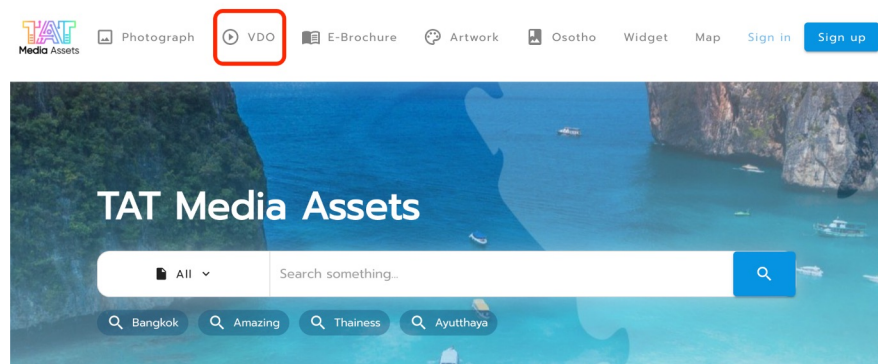 TAT
Media Assets
Photograph
VDO
E-Brochure
Artwork
Osotho
Widget
Map
Sign in
Sign up
TAT Media Assets
All
Search something...
Bangkok
Amazing
Thainess
Ayutthaya